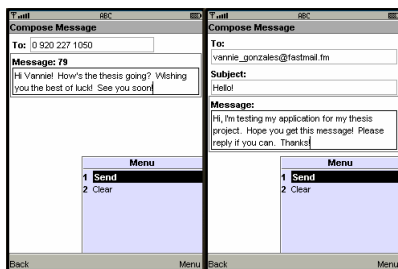 ABC
Compose Message
To: 0 920 227 1050
Message: 79
Hi Vannie! How's the thesis going? Wishing
you the best of luck! See you soon!
Menu
1 Send
2 Clear
Back Menu
ABC
Compose Message
To:
vannie_gonzales@fastmail.fm
Subject:
Hello!
Message:
Hi, I'm testing my application for my thesis
project. Hope you get this message! Please
reply if you can. Thanks!
Menu
1 Send
2 Clear
Back Menu